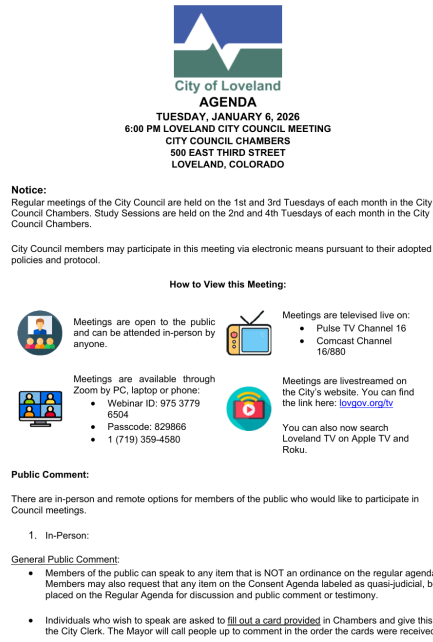 City of Loveland
AGENDA
TUESDAY, JANUARY 6, 2026
6:00 PM LOVELAND CITY COUNCIL MEETING
CITY COUNCIL CHAMBERS
500 EAST THIRD STREET
LOVELAND, COLORADO
Notice:
Regular meetings of the City Council are held on the 1st and 3rd Tuesdays of each month in the City
Council Chambers. Study Sessions are held on the 2nd and 4th Tuesdays of each month in the City
Council Chambers.
City Council members may participate in this meeting via electronic means pursuant to their adopted
policies and protocol.
How to View this Meeting:
Meetings are open to the public
and can be attended in-person by
anyone.
Meetings are televised live on:
• Pulse TV Channel 16
• Comcast Channel
16/880
Meetings are available through
Zoom by PC, laptop or phone:
• Webinar ID: 975 3779
6504
• Passcode: 829866
• 1 (719) 359-4580
Meetings are livestreamed on
the City's website. You can find
the link here: lovgov.org/tv
You can also now search
Loveland TV on Apple TV and
Roku.
Public Comment:
There are in-person and remote options for members of the public who would like to participate in
Council meetings.
1. In-Person:
General Public Comment:
• Members of the public can speak to any item that is NOT an ordinance on the regular agenda
Members may also request that any item on the Consent Agenda labeled as quasi-judicial, b
placed on the Regular Agenda for discussion and public comment or testimony.
• Individuals who wish to speak are asked to fill out a card provided in Chambers and give this
the City Clerk. The Mayor will call people up to comment in the order the cards were received